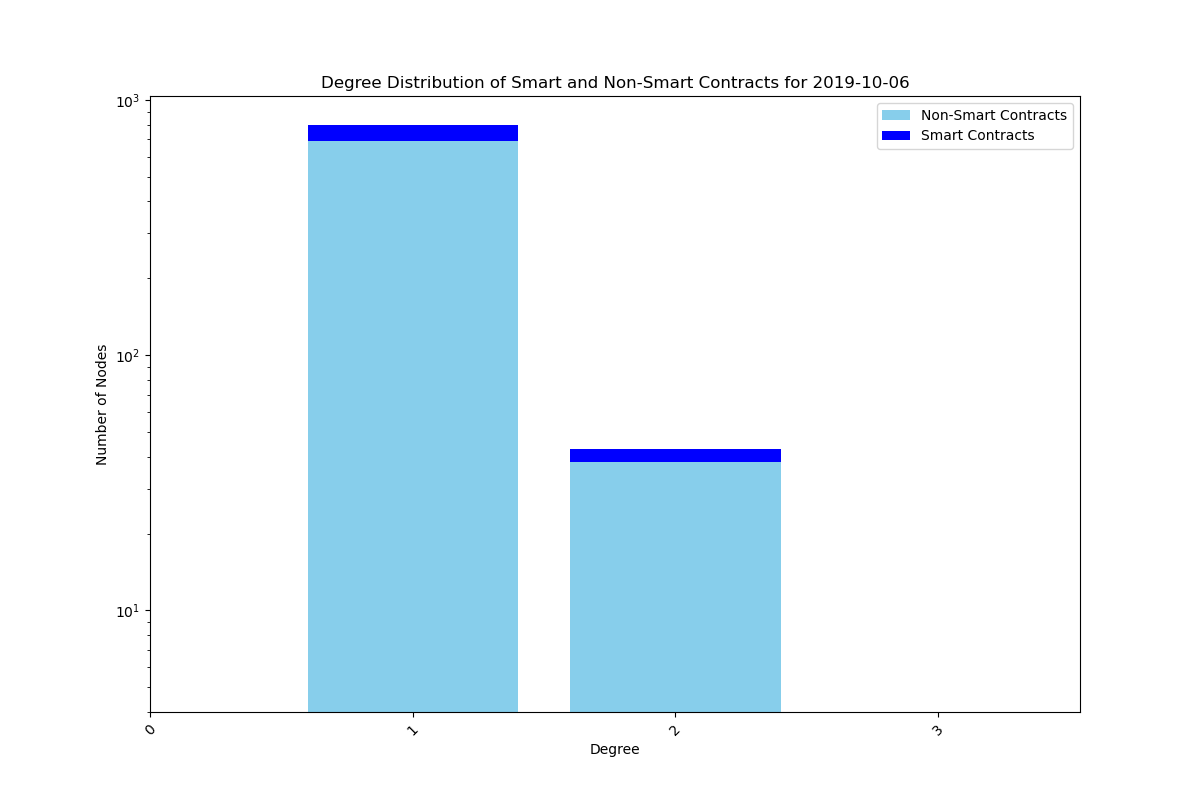 Degree Distribution of Smart and Non-Smart Contracts for 2019-10-06
Non-Smart Contracts
Smart Contracts
Number of Nodes
10³
10²
10¹
0
1
2
3
Degree